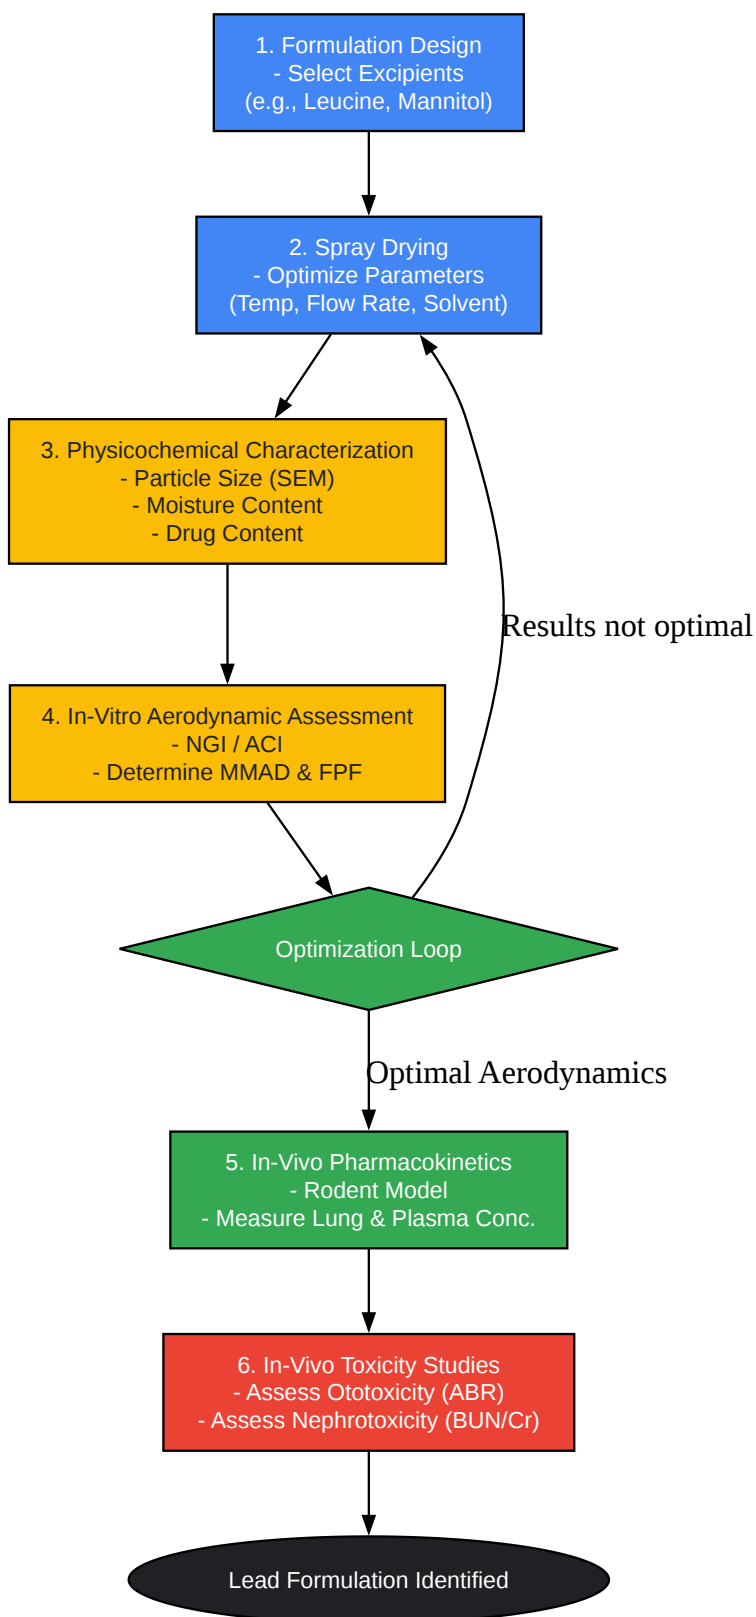 1. Formulation Design
- Select Excipients
(e.g., Leucine, Mannitol)
2. Spray Drying
- Optimize Parameters
(Temp, Flow Rate, Solvent)
3. Physicochemical Characterization
- Particle Size (SEM)
- Moisture Content
- Drug Content
Results not optimal
4. In-Vitro Aerodynamic Assessment
- NGI / ACI
- Determine MMAD & FPF
Optimization Loop
Optimal Aerodynamics
5. In-Vivo Pharmacokinetics
- Rodent Model
- Measure Lung & Plasma Conc.
6. In-Vivo Toxicity Studies
- Assess Ototoxicity (ABR)
- Assess Nephrotoxicity (BUN/Cr)
Lead Formulation Identified